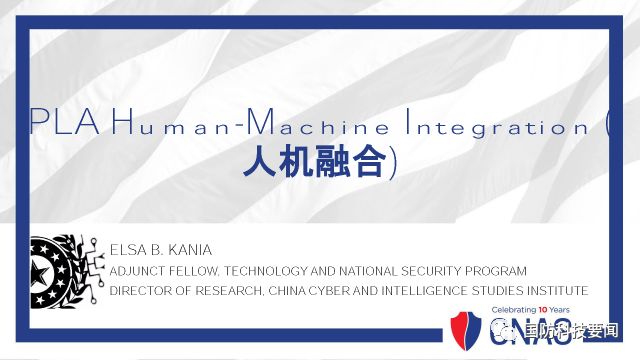 PLA Human-Machine Integration (
人机融合)
ELSA B. KANIA
ADJUNCT FELLOW, TECHNOLOGY AND NATIONAL SECURITY PROGRAM
DIRECTOR OF RESEARCH, CHINA CYBER AND INTELLIGENCE STUDIES INSTITUTE
Celebrating 10 Years
CNAS
国防科技要闻